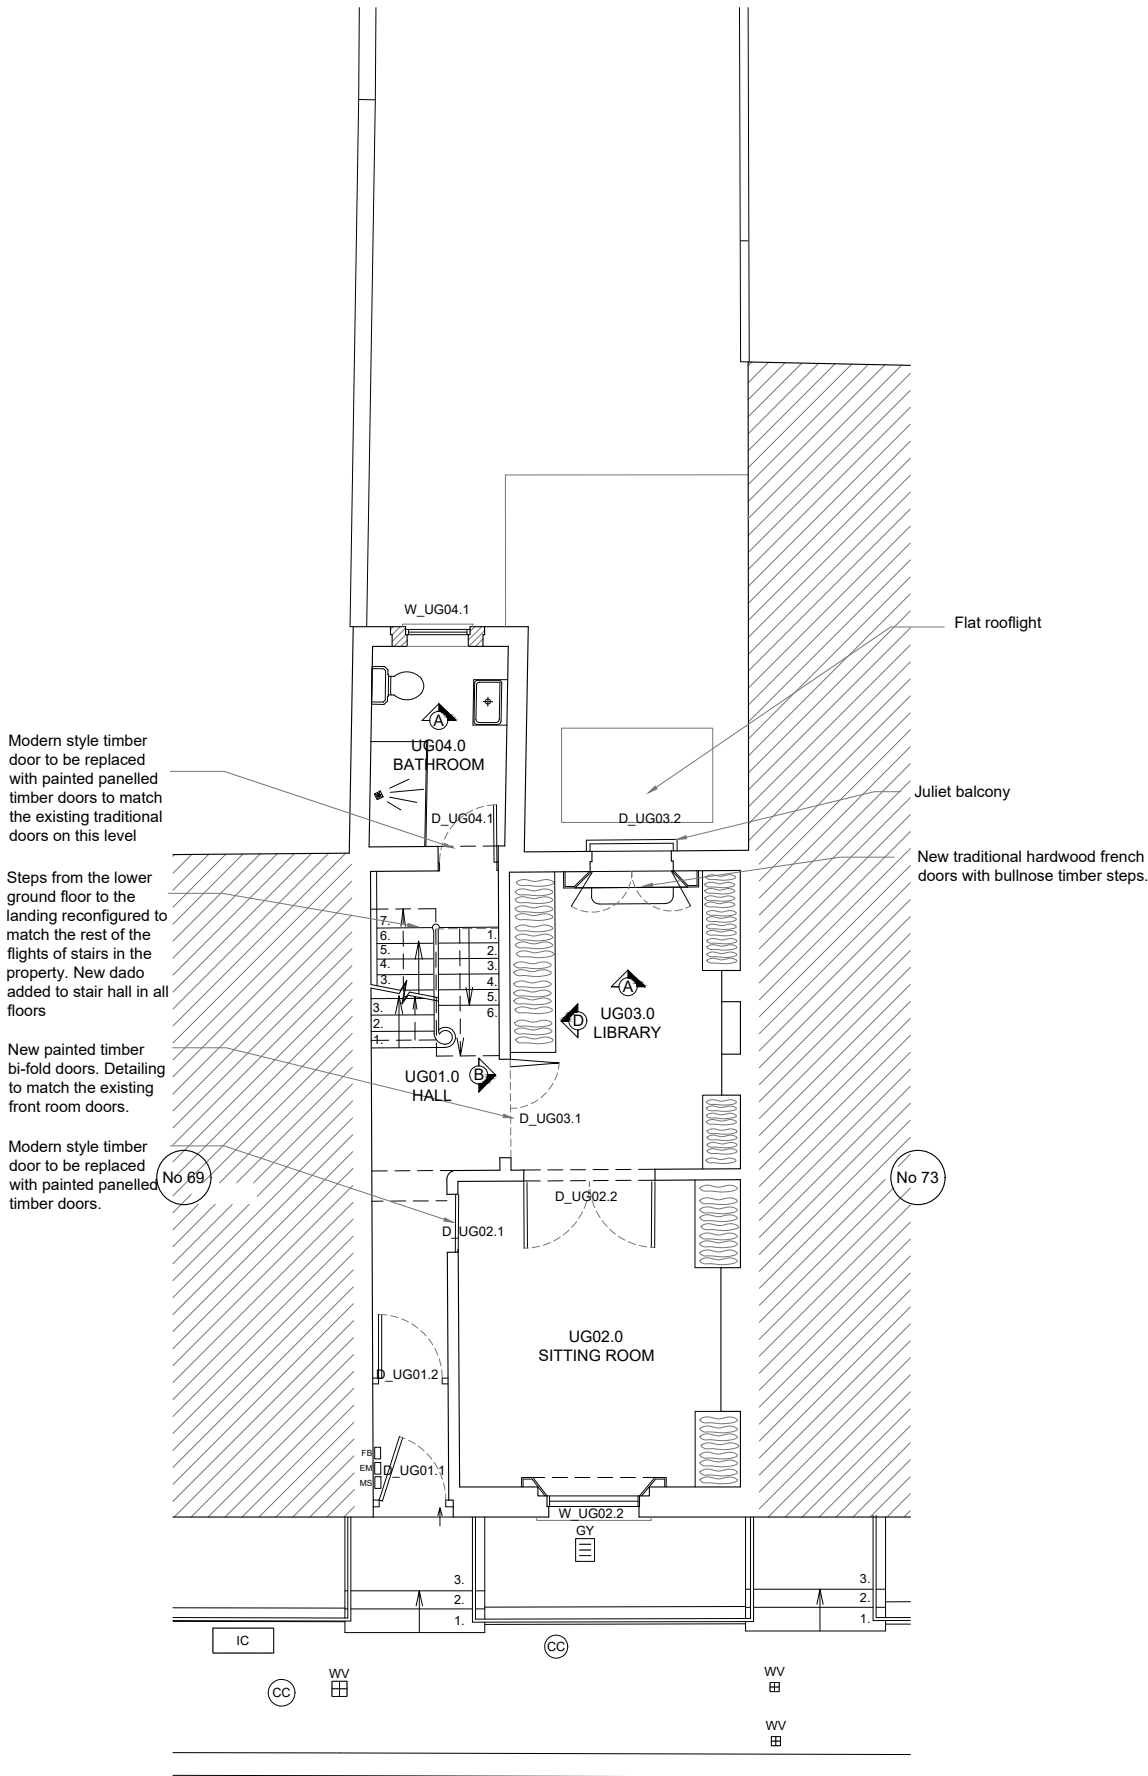 W_UG04.1
Flat rooflight
A
UG04.0
BATHROOM
Modern style timber
door to be replaced
with painted panelled
timber doors to match
the existing traditional
doors on this level
D_UG04.1
D_UG03.2
Juliet balcony
New traditional hardwood french
doors with bullnose timber steps.
Steps from the lower
ground floor to the
landing reconfigured to
match the rest of the
flights of stairs in the
property. New dado
added to stair hall in all
floors
7.
6.
5.
4.
3.
3.
2.
1.
1.
2.
3.
4.
5.
6.
A
D
UG03.0
LIBRARY
New painted timber
bi-fold doors. Detailing
to match the existing
front room doors.
UG01.0
HALL
B
D_UG03.1
Modern style timber
door to be replaced
with painted panelled
timber doors.
No 69
No 73
D_UG02.2
D_UG02.1
UG02.0
SITTING ROOM
D_UG01.2
FB
EM
MS
D_UG01.1
W_UG02.2
GY
3.
2.
1.
3.
2.
1.
IC
CC
CC
WV
WV
WV